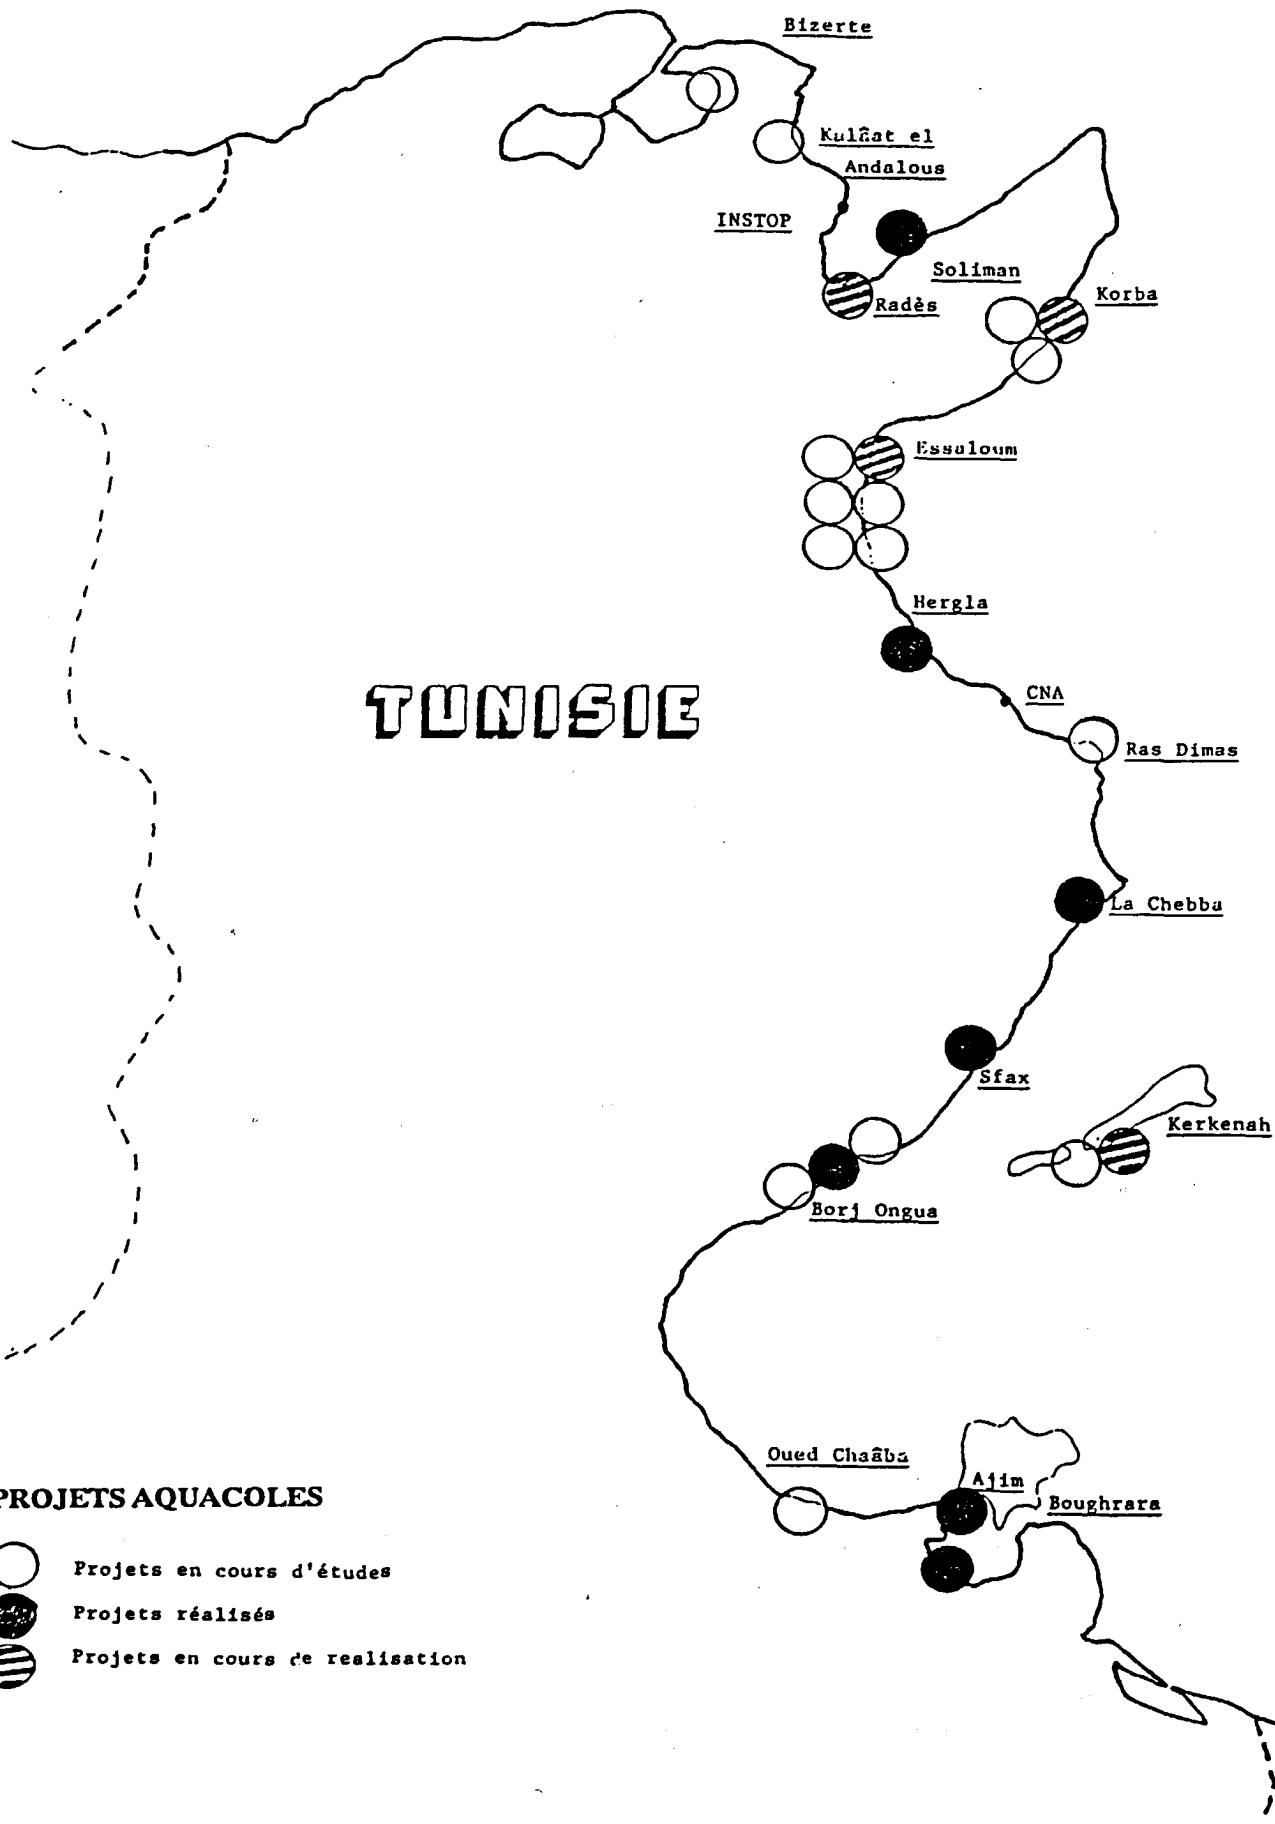 Bizerte
Kulâat el
Andalous
INSTOP
Soliman
Radès
Korba
Essaloum
Hergla
TUNISIE
CNA
Ras Dimas
La Chebba
Sfax
Kerkenah
Borj Ongua
Oued Chaâba
Ajim
Boughrara
PROJETS AQUACOLES
Projets en cours d'études
Projets réalisés
Projets en cours de realisation